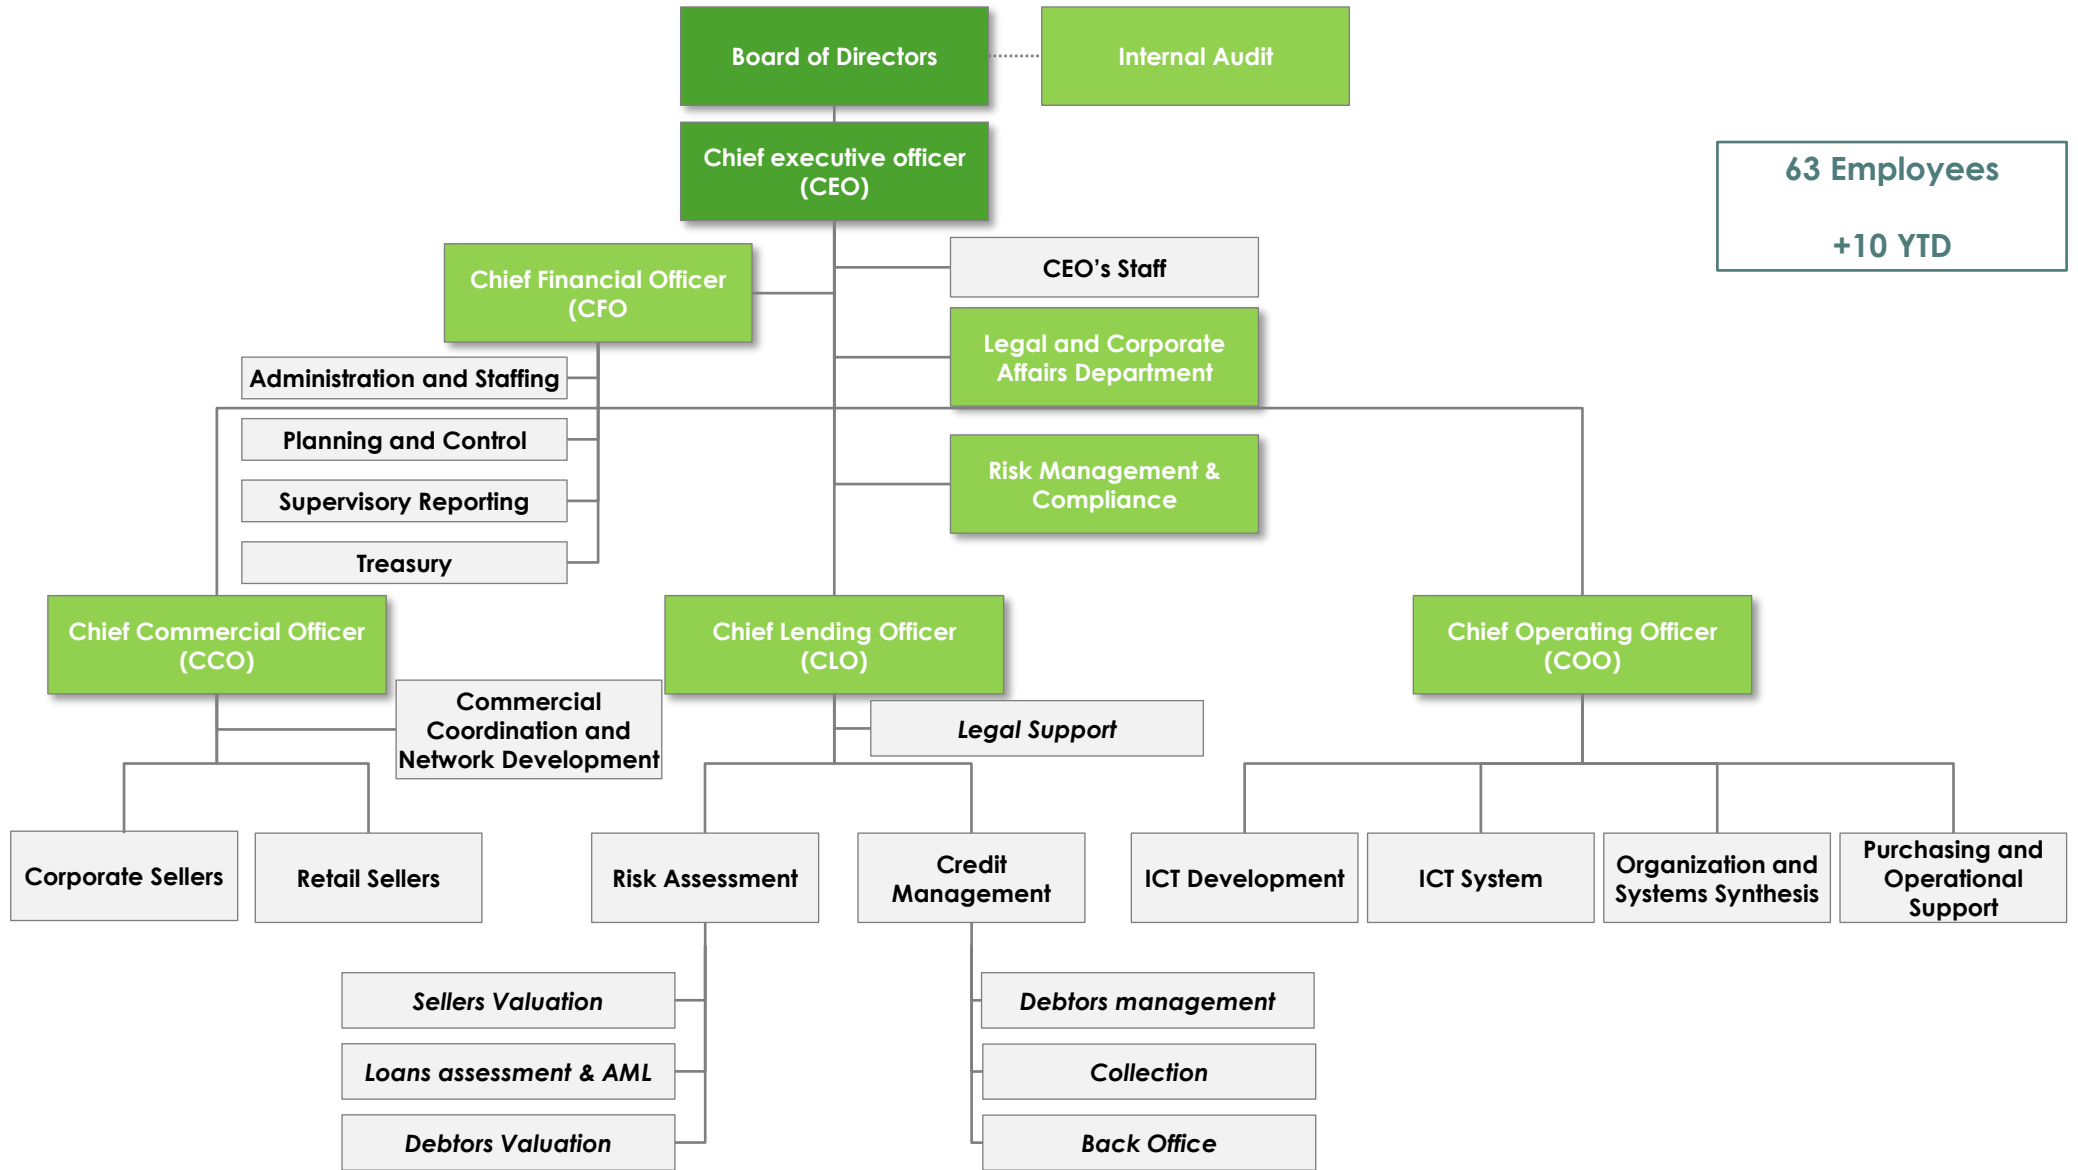 Board of Directors
Internal Audit
Chief executive officer
(CEO)
63 Employees
+10 YTD
CEO's Staff
Chief Financial Officer
(CFO
Legal and Corporate
Affairs Department
Administration and Staffing
Planning and Control
Risk Management &
Compliance
Supervisory Reporting
Treasury
Chief Commercial Officer
(CCO)
Chief Lending Officer
(CLO)
Chief Operating Officer
(COO)
Commercial
Coordination and
Network Development
Legal Support
Corporate Sellers
Retail Sellers
Risk Assessment
Credit
Management
ICT Development
ICT System
Organization and
Systems Synthesis
Purchasing and
Operational
Support
Sellers Valuation
Loans assessment & AML
Debtors Valuation
Debtors management
Collection
Back Office